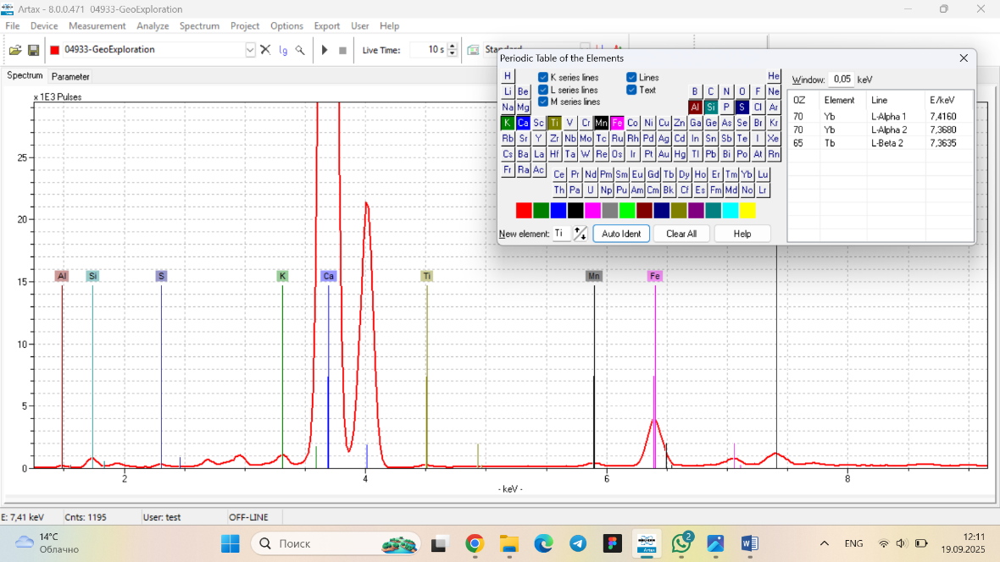 Artax - 8.0.0.471 04933-GeoExploration
File Device Measurement Analyze Spectrum Project Options Export User Help
04933-GeoExploration lg Live Time: 10 s
Spectrum Parameter
Periodic Table of the Elements
H K series lines Lines He
Li Be L series lines Text B C N O F Ne
Na Mg M series lines Al Si P S Cl Ar
K Ca Sc Ti V Cr Mn Fe Co Ni Cu Zn Ga Ge As Se Br Kr
Rb Sr Y Zr Nb Mo Tc Ru Rh Pd Ag Cd In Sn Sb Te I Xe
Cs Ba La Hf Ta W Re Os Ir Pt Au Hg Tl Pb Bi Po At Rn
Fr Ra Ac Ce Pr Nd Pm Sm Eu Gd Tb Dy Ho Er Tm Yb Lu
Th Pa U Np Pu Am Cm Bk Cf Es Fm Md No Lr
New element: Ti Auto Ident Clear All Help
Window: 0,05 keV
OZ Element Line E/keV
70 Yb L-Alpha 1 7,4160
70 Yb L-Alpha 2 7,3680
65 Tb L-Beta 2 7,3635
x 1E3 Pulses
25
20
15
10
5
0
Al Si S K Ca Ti Mn Fe
2 4 6 8
- keV -
E: 7,41 keV Cnts: 1195 User: test OFF-LINE
14°C
Облачно
Поиск
Artax
2
ENG
12:11
19.09.2025